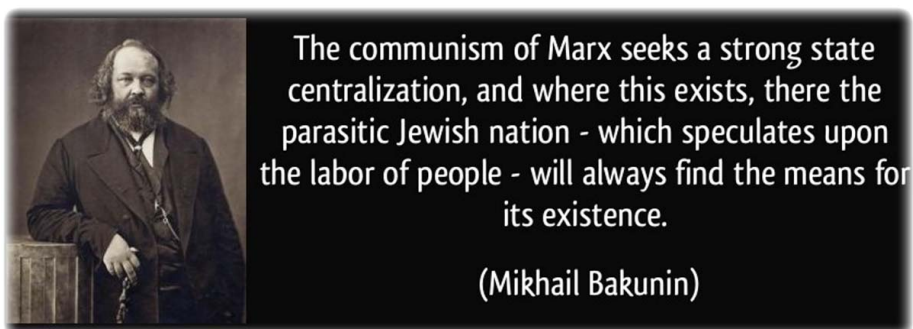 The communism of Marx seeks a strong state
centralization, and where this exists, there the
parasitic Jewish nation - which speculates upon
the labor of people - will always find the means for
its existence.
(Mikhail Bakunin)